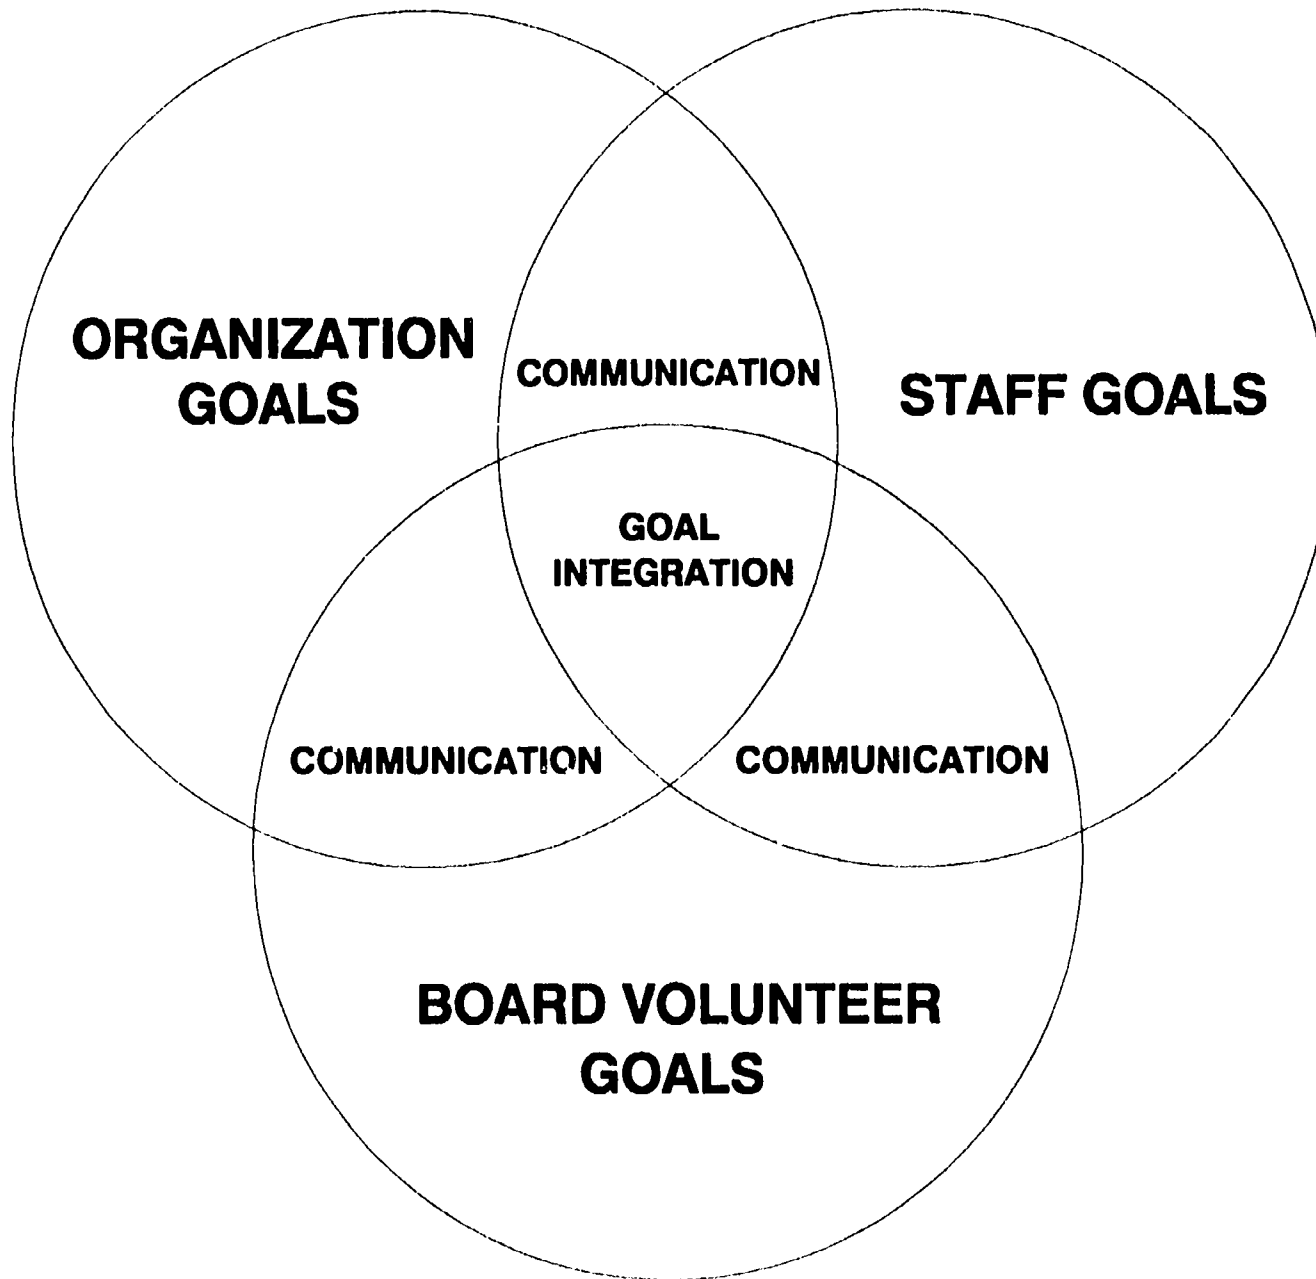 ORGANIZATION
GOALS
COMMUNICATION
STAFF GOALS
GOAL
INTEGRATION
COMMUNICATION
COMMUNICATION
BOARD VOLUNTEER
GOALS